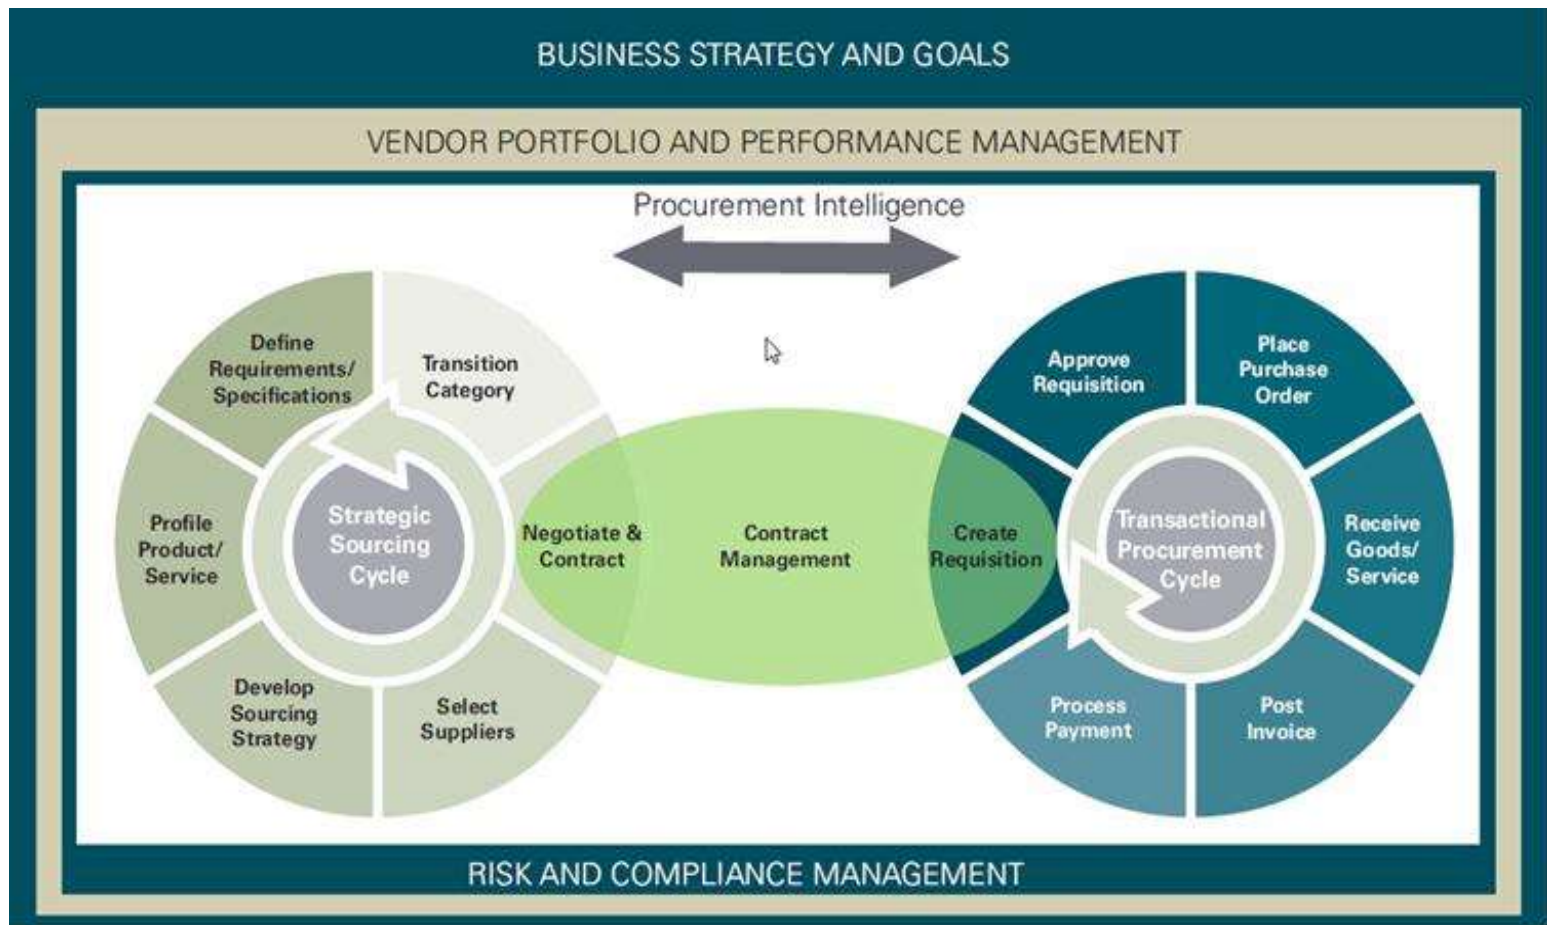 BUSINESS STRATEGY AND GOALS
VENDOR PORTFOLIO AND PERFORMANCE MANAGEMENT
Procurement Intelligence
Define
Requirements/
Specifications
Transition
Category
Profile
Product/
Service
Strategic
Sourcing
Cycle
Negotiate &
Contract
Develop
Sourcing
Strategy
Select
Suppliers
Contract
Management
Approve
Requisition
Place
Purchase
Order
Create
Requisition
Transactional
Procurement
Cycle
Receive
Goods/
Service
Process
Payment
Post
Invoice
RISK AND COMPLIANCE MANAGEMENT